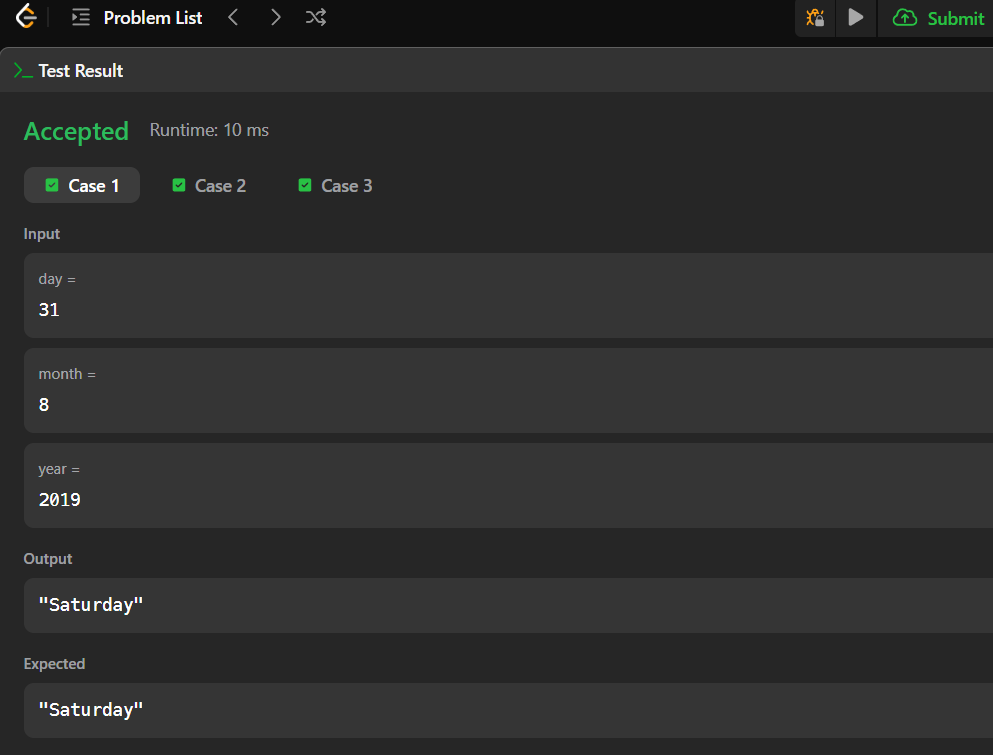 Problem List
Submit
Test Result
Accepted Runtime: 10 ms
Case 1 Case 2 Case 3
Input
day =
31
month =
8
year =
2019
Output
"Saturday"
Expected
"Saturday"